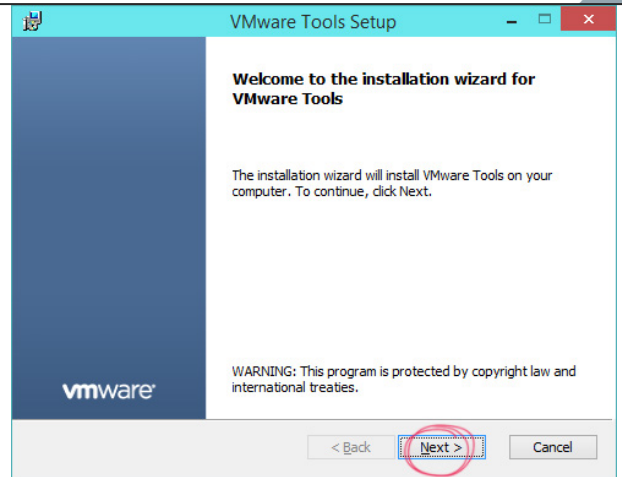 VMware Tools Setup
Welcome to the installation wizard for
VMware Tools
The installation wizard will install VMware Tools on your
computer. To continue, click Next.
WARNING: This program is protected by copyright law and
international treaties.
vmware
< Back Next > Cancel